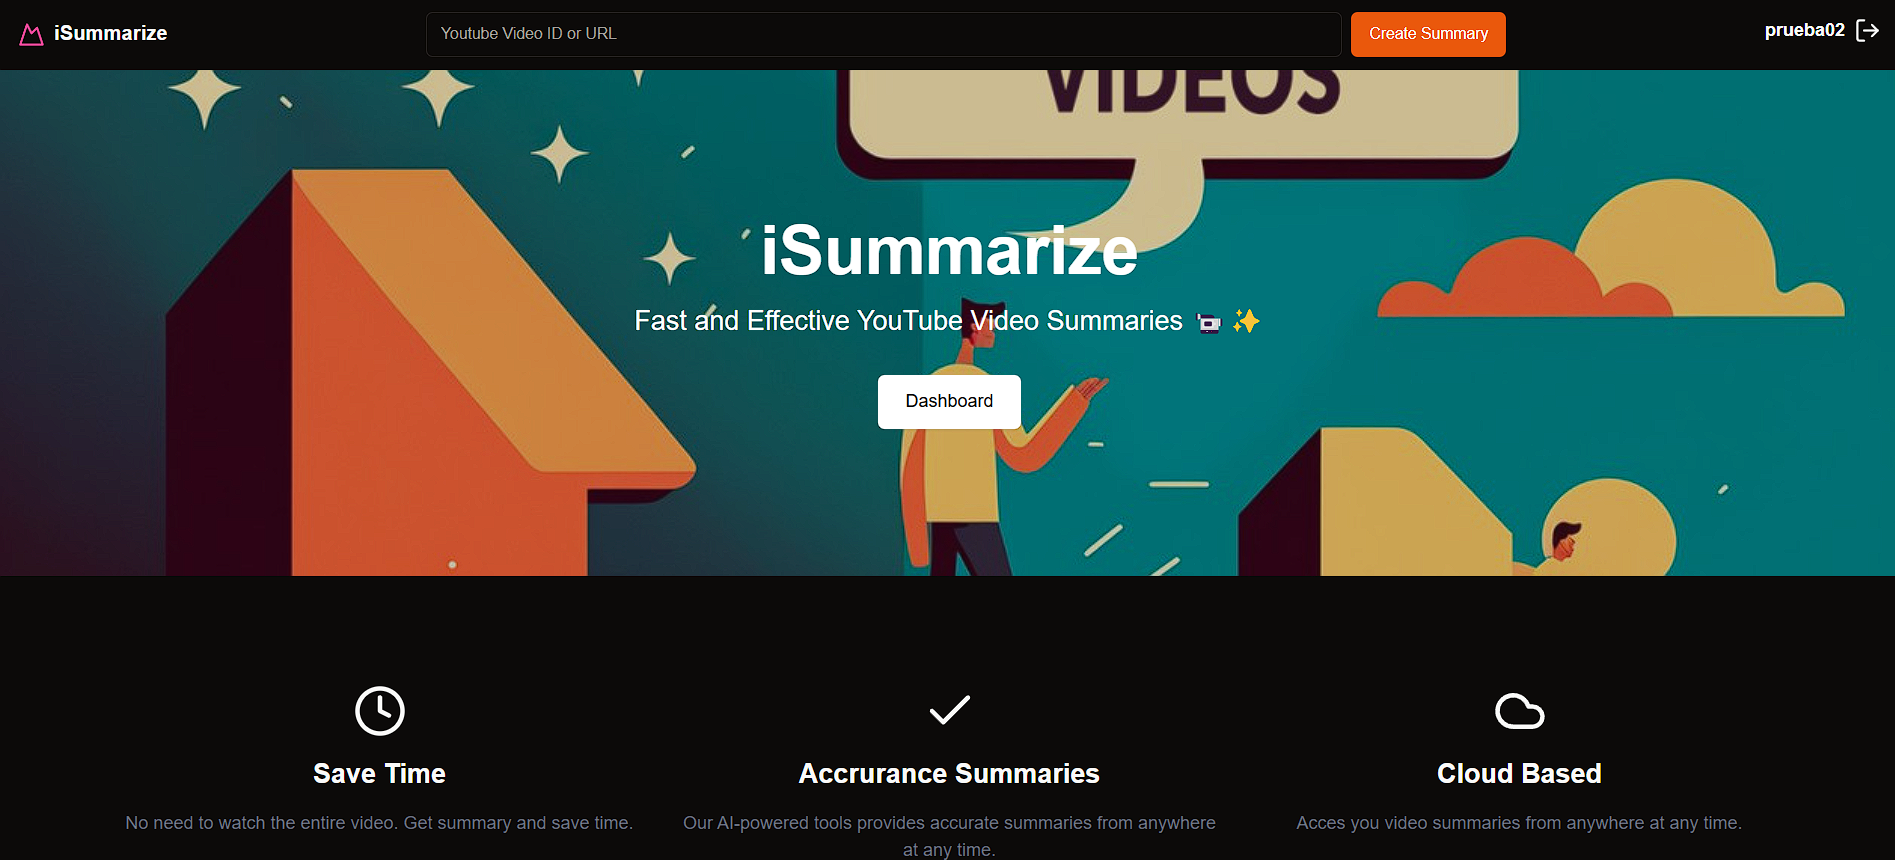 iSummarize
Youtube Video ID or URL
Create Summary
prueba02
VIDEOS
iSummarize
Fast and Effective YouTube Video Summaries
Dashboard
Save Time
No need to watch the entire video. Get summary and save time.
Accrurance Summaries
Our AI-powered tools provides accurate summaries from anywhere
at any time.
Cloud Based
Acces you video summaries from anywhere at any time.